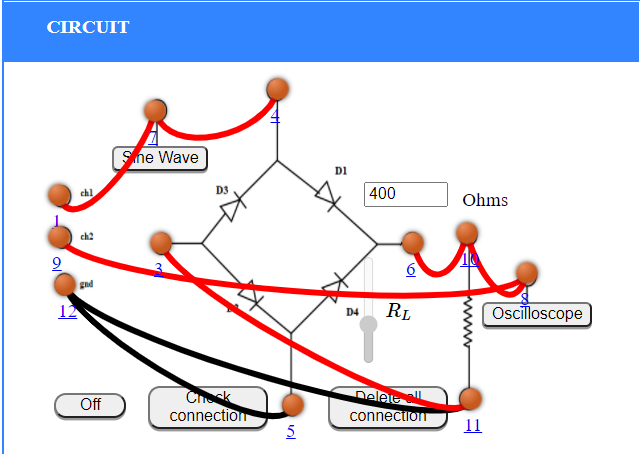 CIRCUIT
4
7
Sine Wave
D1
D3
400
Ohms
ch1
1
ch2
9
3
6
10
gnd
8
12
D2
D4
R_L
Oscilloscope
Off
Check connection
Delete all connection
5
11